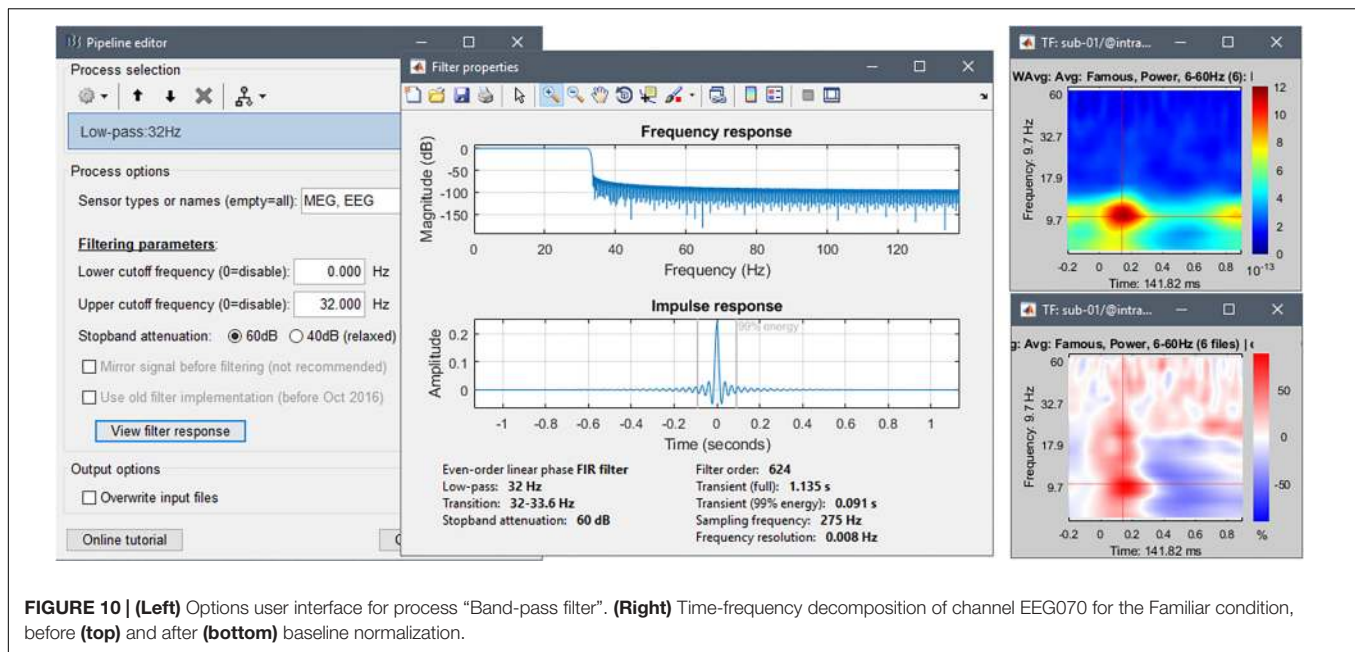 Pipeline editor
Process selection
Low-pass:32Hz
Process options
Sensor types or names (empty=all): MEG, EEG
Filtering parameters:
Lower cutoff frequency (0=disable): 0.000 Hz
Upper cutoff frequency (0=disable): 32.000 Hz
Stopband attenuation: 60dB 40dB (relaxed)
Mirror signal before filtering (not recommended)
Use old filter implementation (before Oct 2016)
View filter response
Output options
Overwrite input files
Online tutorial
Filter properties
Frequency response
Magnitude (dB)
0
-50
-100
-150
0 20 40 60 80 100 120
Frequency (Hz)
Impulse response
99% energy
Amplitude
0.2
0.1
0
-1 -0.8 -0.6 -0.4 -0.2 0 0.2 0.4 0.6 0.8 1
Time (seconds)
Even-order linear phase FIR filter
Low-pass: 32 Hz
Transition: 32-33.6 Hz
Stopband attenuation: 60 dB
Filter order: 624
Transient (full): 1.135 s
Transient (99% energy): 0.091 s
Sampling frequency: 275 Hz
Frequency resolution: 0.008 Hz
TF: sub-01/@intra...
WAvg: Avg: Famous, Power, 6-60Hz (6):
Frequency: 9.7 Hz
60
32.7
17.9
9.7
12
10
8
6
4
2
0
-0.2 0 0.2 0.4 0.6 0.8 10-13
Time: 141.82 ms
TF: sub-01/@intra...
g: Avg: Famous, Power, 6-60Hz (6 files) |
Frequency: 9.7 Hz
60
32.7
17.9
9.7
50
0
-50
-0.2 0 0.2 0.4 0.6 0.8 %
Time: 141.82 ms
FIGURE 10 | (Left) Options user interface for process “Band-pass filter”. (Right) Time-frequency decomposition of channel EEG070 for the Familiar condition,
before (top) and after (bottom) baseline normalization.